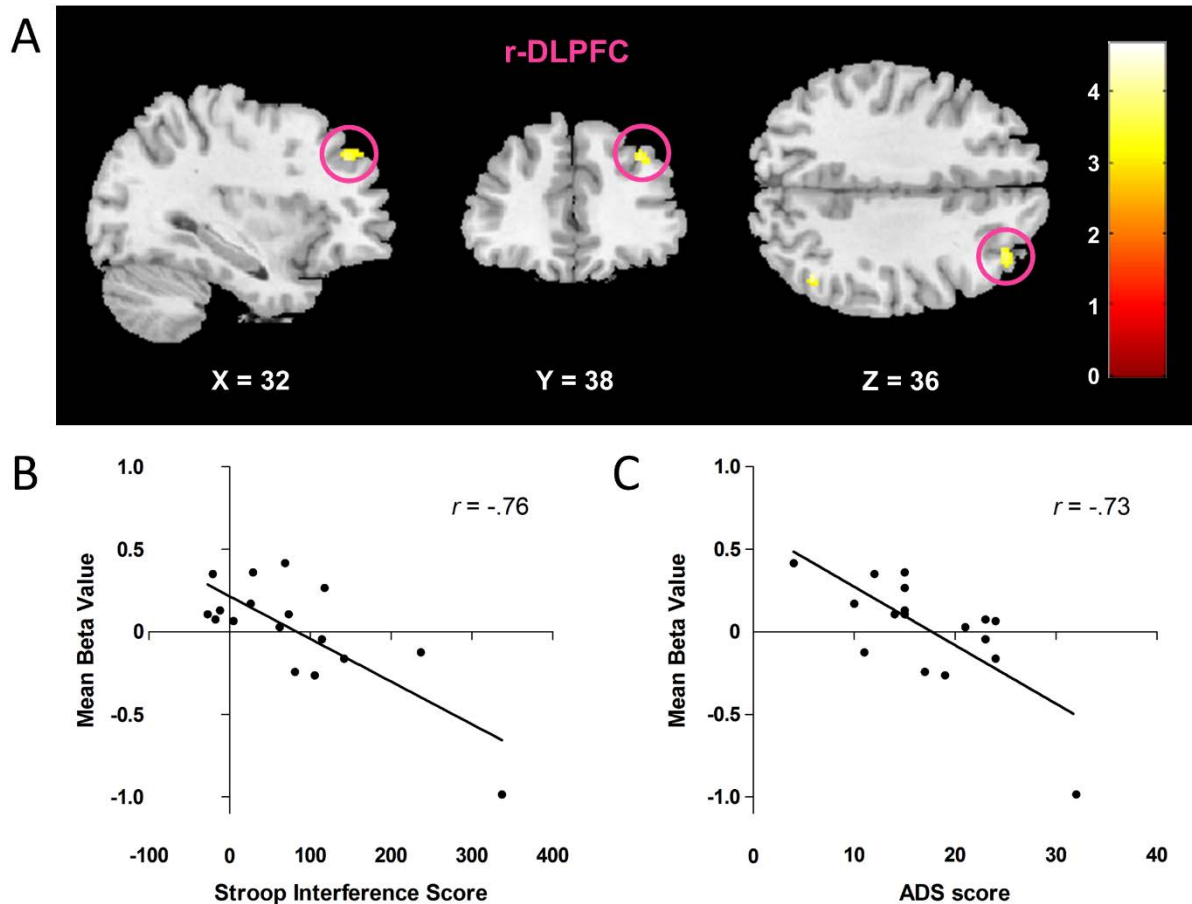 A
r-DLPFC
4
3
2
1
0
X = 32
Y = 38
Z = 36
B
1.0
0.5
0
-0.5
-1.0
Mean Beta Value
r = -.76
-100 0 100 200 300 400
Stroop Interference Score
C
1.0
0.5
0
-0.5
-1.0
Mean Beta Value
r = -.73
0 10 20 30 40
ADS score